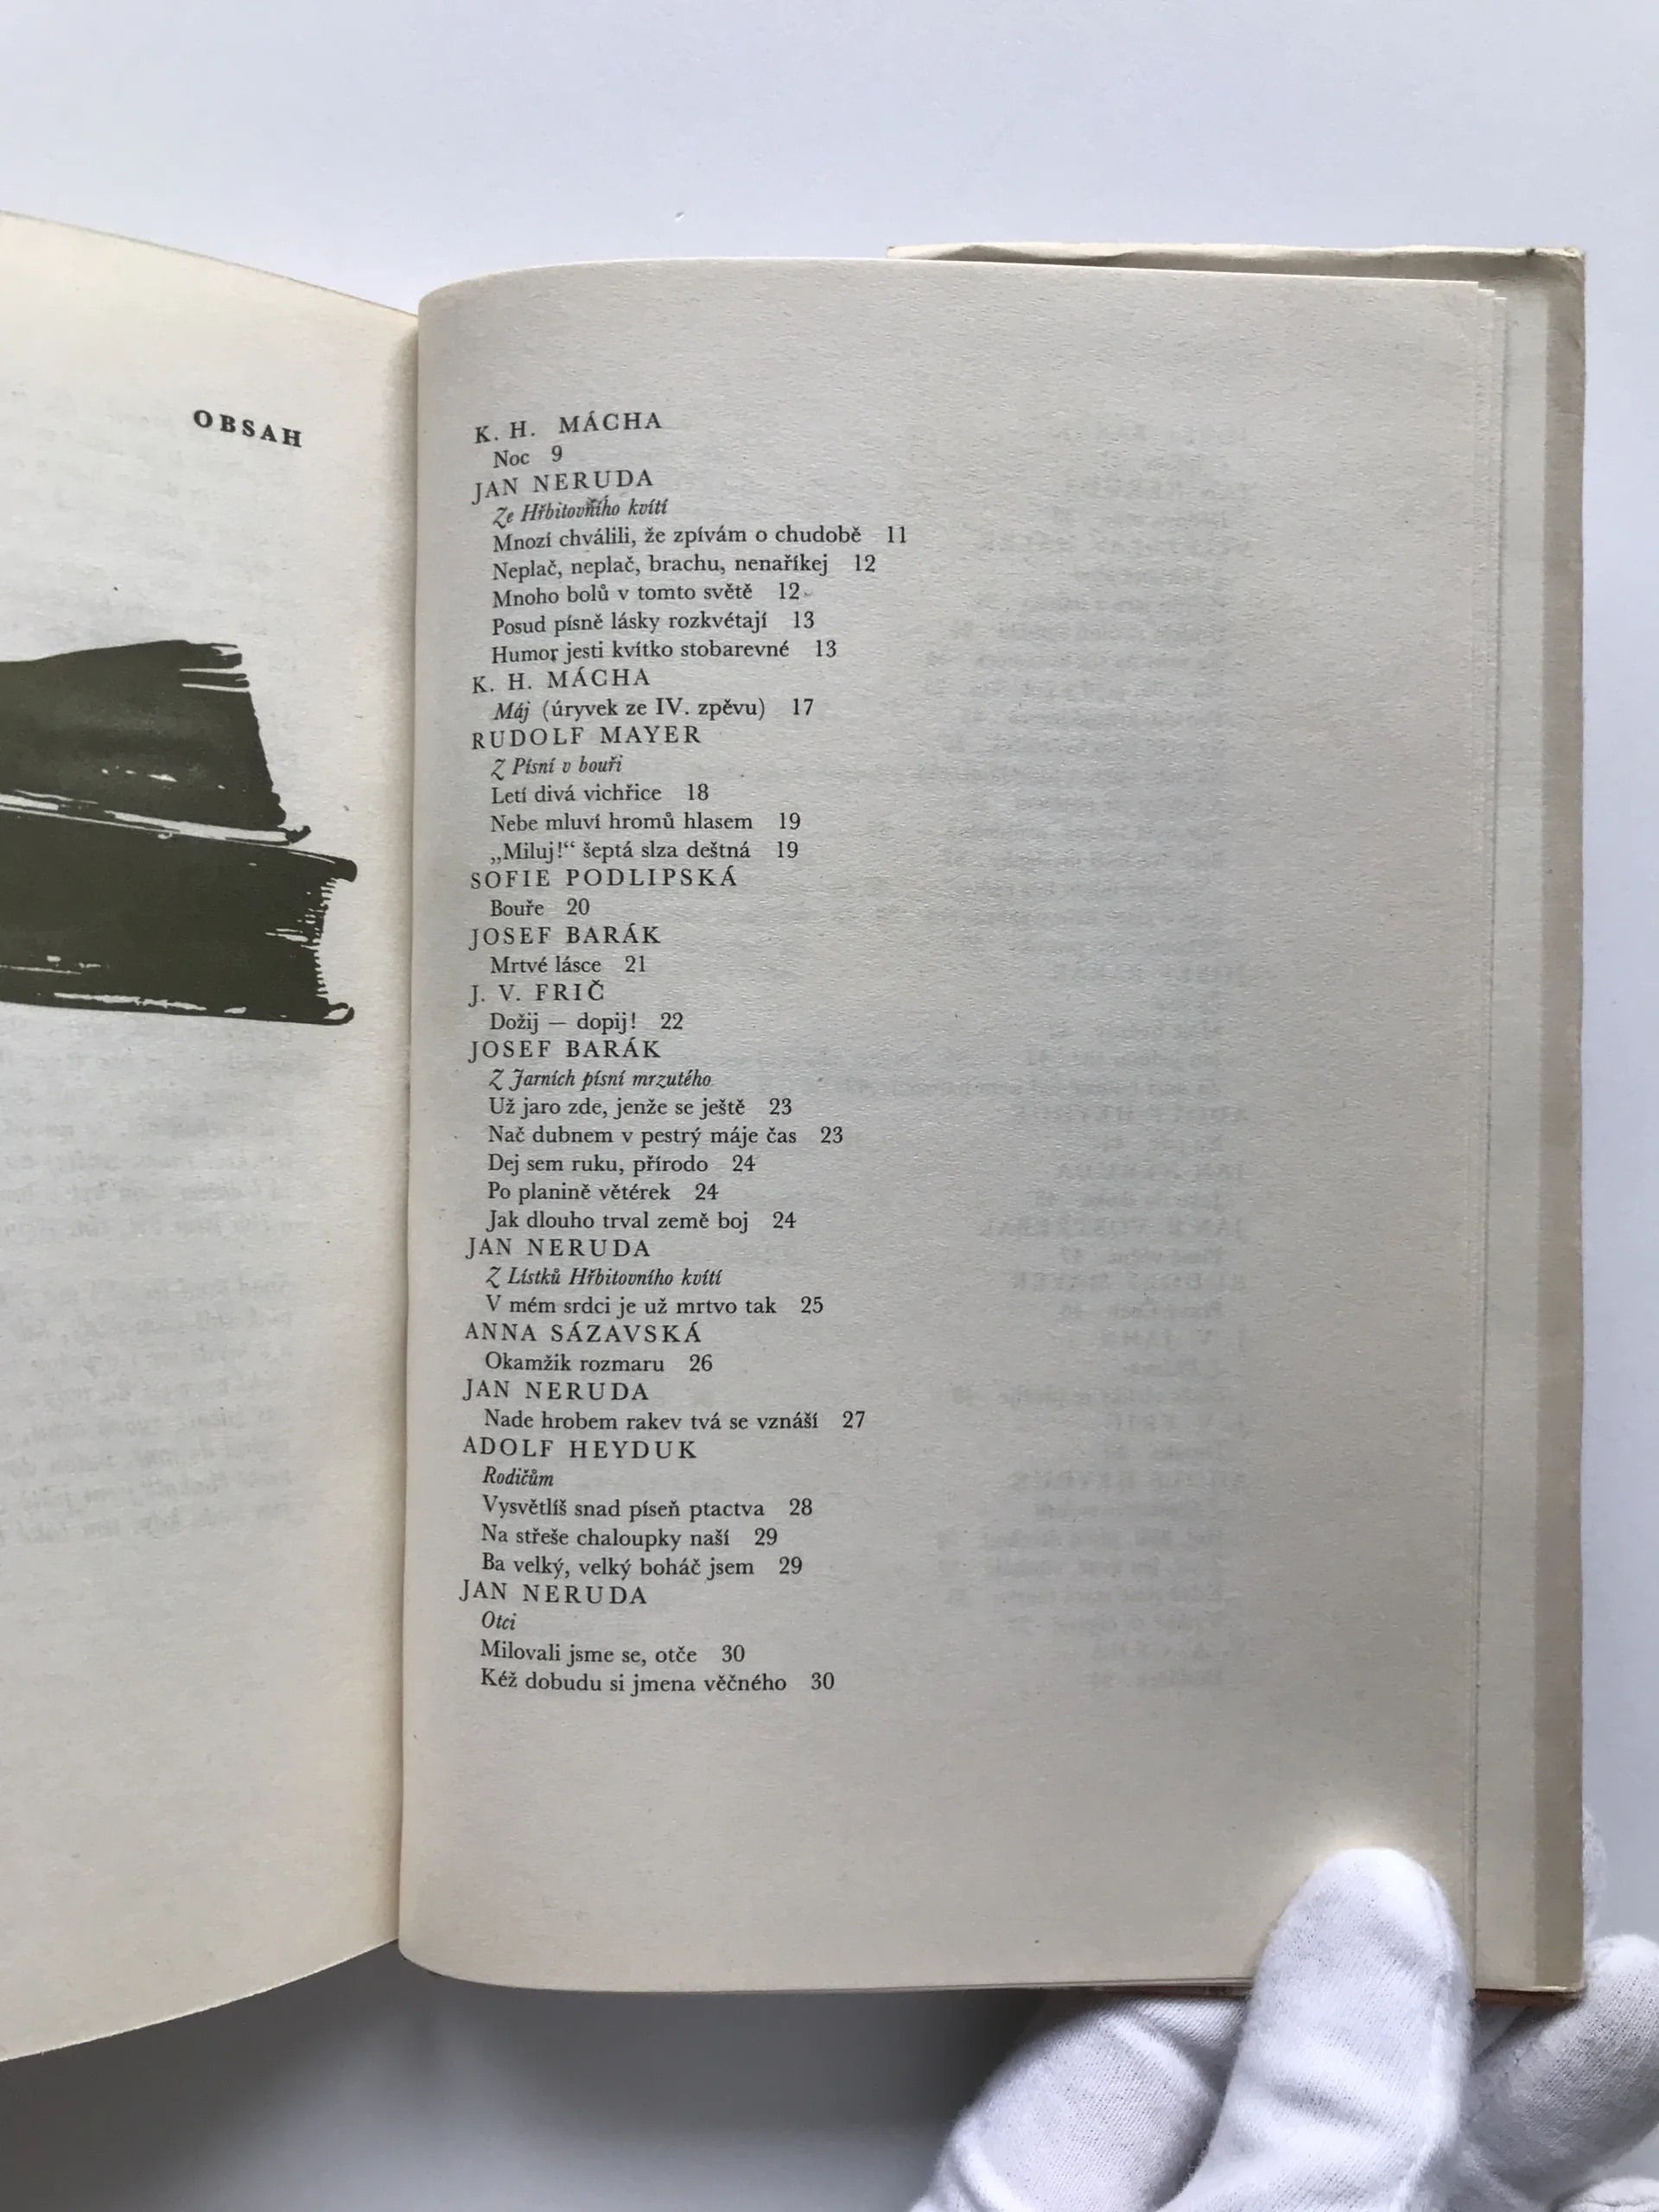 OBSAH
K. H. MÁCHA
Noc 9
JAN NERUDA
Ze Hřbitovního kvítí
Mnozí chválili, že zpívám o chudobě 11
Neplač, neplač, brachu, nenaříkej 12
Mnoho bolů v tomto světě 12
Posud písně lásky rozkvétají 13
Humor jesti kvítko stobarevné 13
K. H. MÁCHA
Máj (úryvek ze IV. zpěvu) 17
RUDOLF MAYER
Z Písní v bouři
Letí divá vichřice 18
Nebe mluví hromů hlasem 19
„Miluj!“ šeptá slza deštná 19
SOFIE PODLIPSKÁ
Bouře 20
JOSEF BARÁK
Mrtvé lásce 21
J. V. FRIČ
Dožij — dopij! 22
JOSEF BARÁK
Z Jarních písní mrzutého
Už jaro zde, jenže se ještě 23
Nač dubnem v pestrý máje čas 23
Dej sem ruku, přírodo 24
Po planině větérek 24
Jak dlouho trval země boj 24
JAN NERUDA
Z Lístků Hřbitovního kvítí
V mém srdci je už mrtvo tak 25
ANNA SÁZAVSKÁ
Okamžik rozmaru 26
JAN NERUDA
Nade hrobem rakev tvá se vznáší 27
ADOLF HEYDUK
Rodičům
Vysvětlíš snad píseň ptactva 28
Na střeše chaloupky naší 29
Ba velký, velký boháč jsem 29
JAN NERUDA
Otci
Milovali jsme se, otče 30
Kéž dobudu si jmena věčného 30